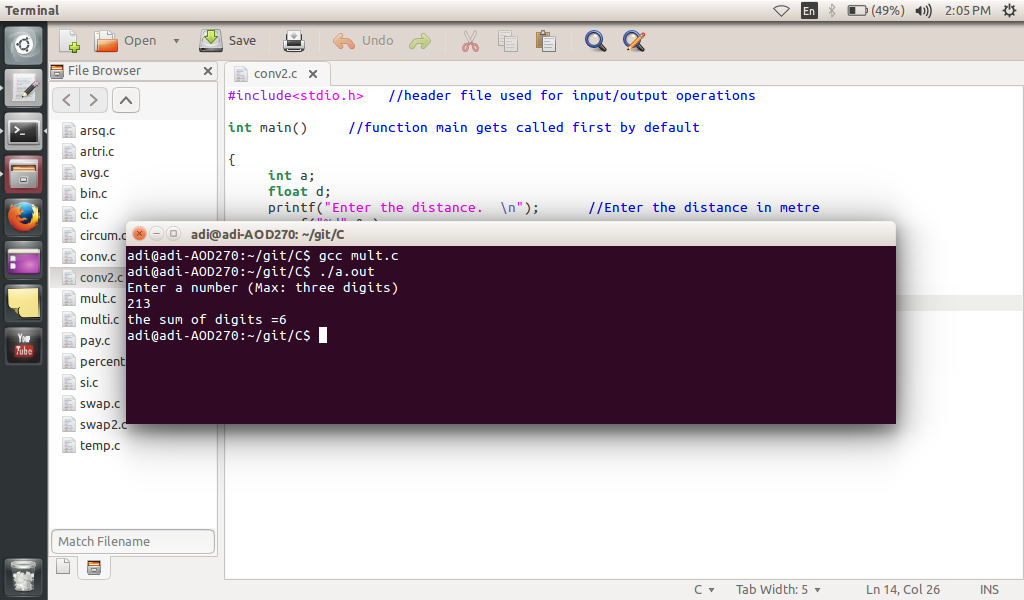 Terminal
En
(49%)
2:05 PM
Open
Save
Undo
File Browser
conv2.c
arsq.c
artri.c
avg.c
bin.c
ci.c
circum.c
conv.c
conv2.c
mult.c
multi.c
pay.c
percent
si.c
swap.c
swap2.c
temp.c
Match Filename
You
Tube
#include<stdio.h> //header file used for input/output operations
int main() //function main gets called first by default
{
int a;
float d;
printf("Enter the distance. \n"); //Enter the distance in metre
adi@adi-AOD270: ~/git/C
adi@adi-AOD270:~/git/C$ gcc mult.c
adi@adi-AOD270:~/git/C$ ./a.out
Enter a number (Max: three digits)
213
the sum of digits =6
adi@adi-AOD270:~/git/C$
C
Tab Width: 5
Ln 14, Col 26
INS